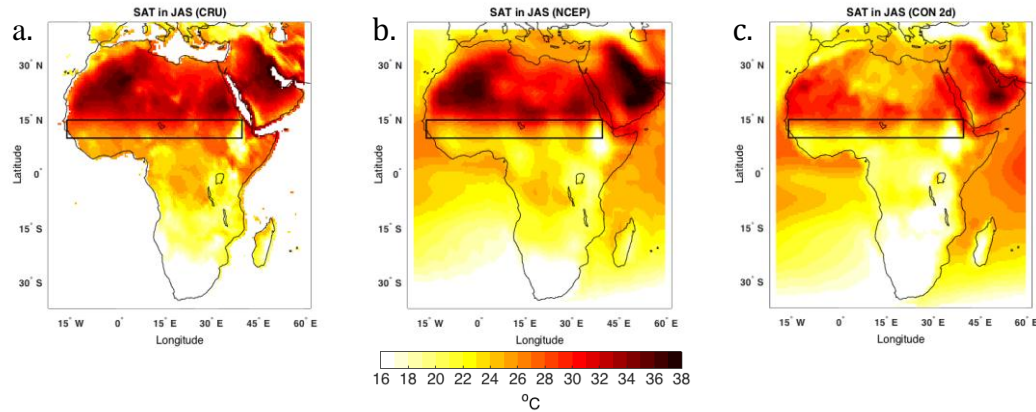 a.
SAT in JAS (CRU)
Latitude
30° N
15° N
0°
15° S
30° S
15° W 0° 15° E 30° E 45° E 60° E
Longitude
b.
SAT in JAS (NCEP)
Latitude
30° N
15° N
0°
15° S
30° S
15° W 0° 15° E 30° E 45° E 60° E
Longitude
c.
SAT in JAS (CON 2d)
Latitude
30° N
15° N
0°
15° S
30° S
15° W 0° 15° E 30° E 45° E 60° E
Longitude
16 18 20 22 23 24 26 28 30 32 34 36 38
°C